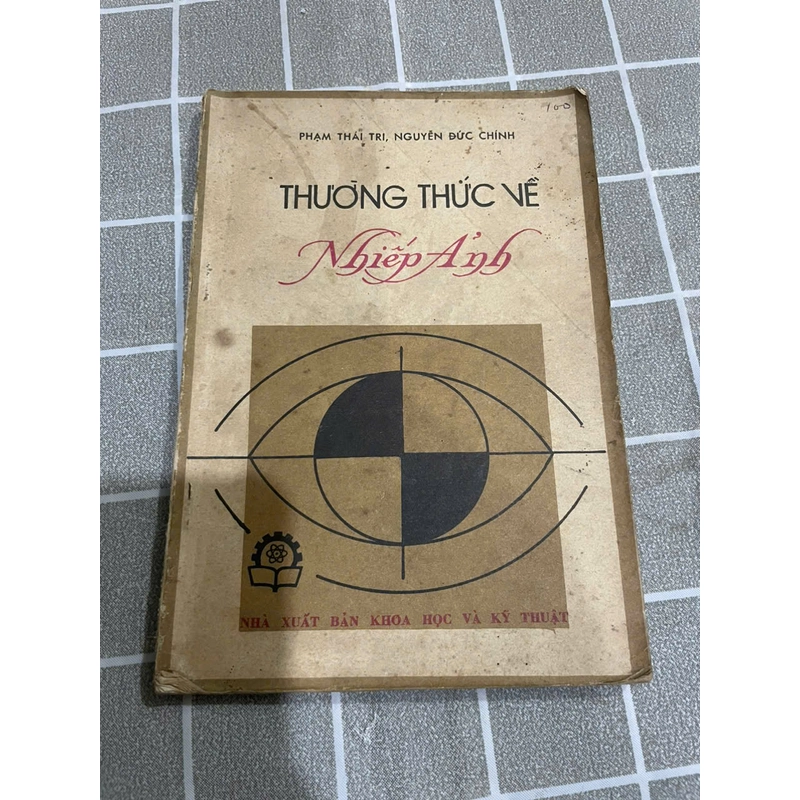 100
PHẠM THÁI TRI, NGUYỄN ĐỨC CHÍNH
THƯỜNG THỨC VỀ
Nhiếp Ảnh
NHÀ XUẤT BẢN KHOA HỌC VÀ KỸ THUẬT